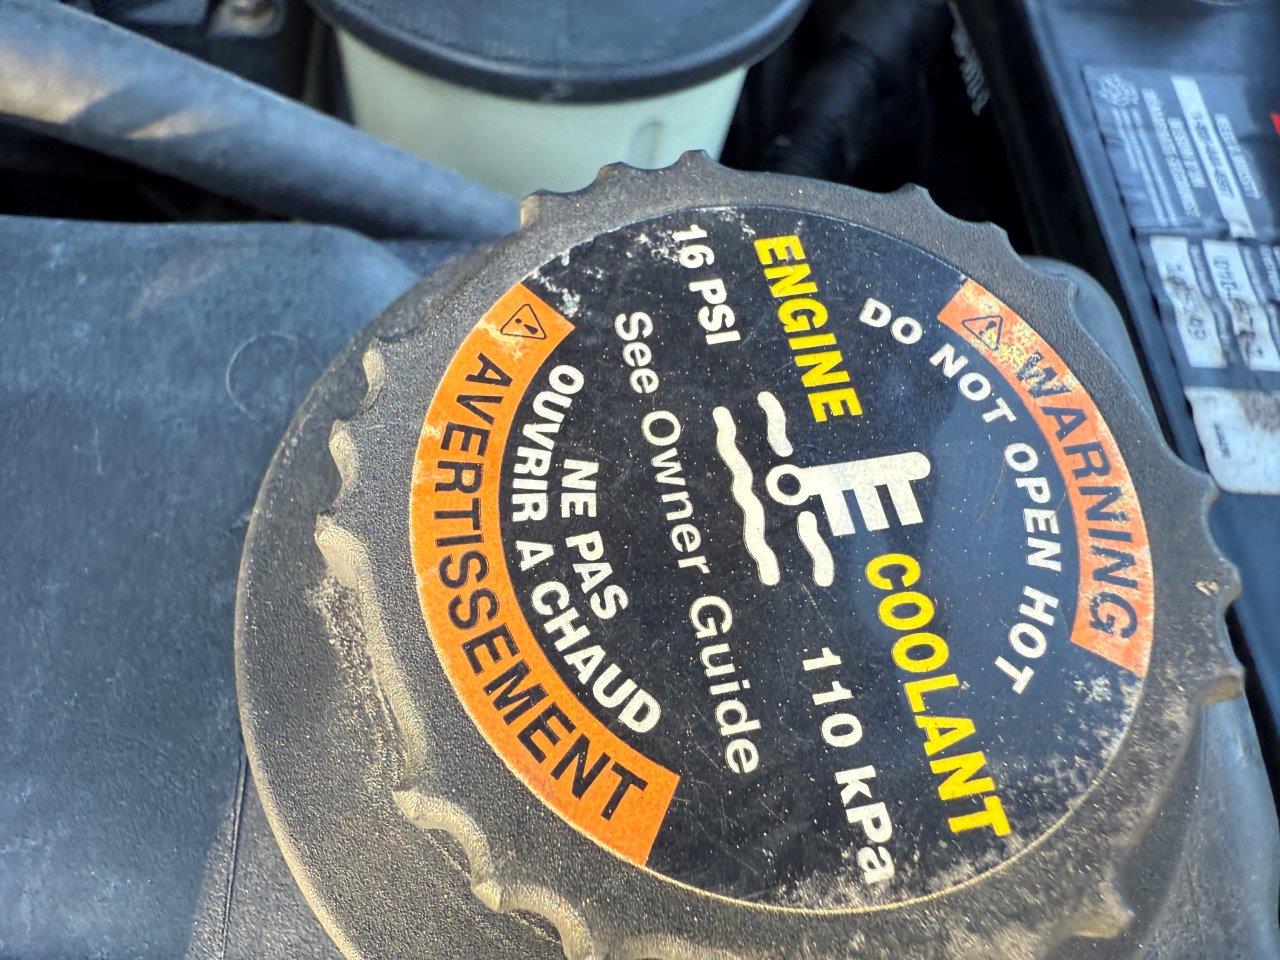 WARNING
DO NOT OPEN HOT
ENGINE COOLANT
16 PSI 110 kPa
See Owner Guide
NE PAS
OUVRIR A CHAUD
AVERTISSEMENT